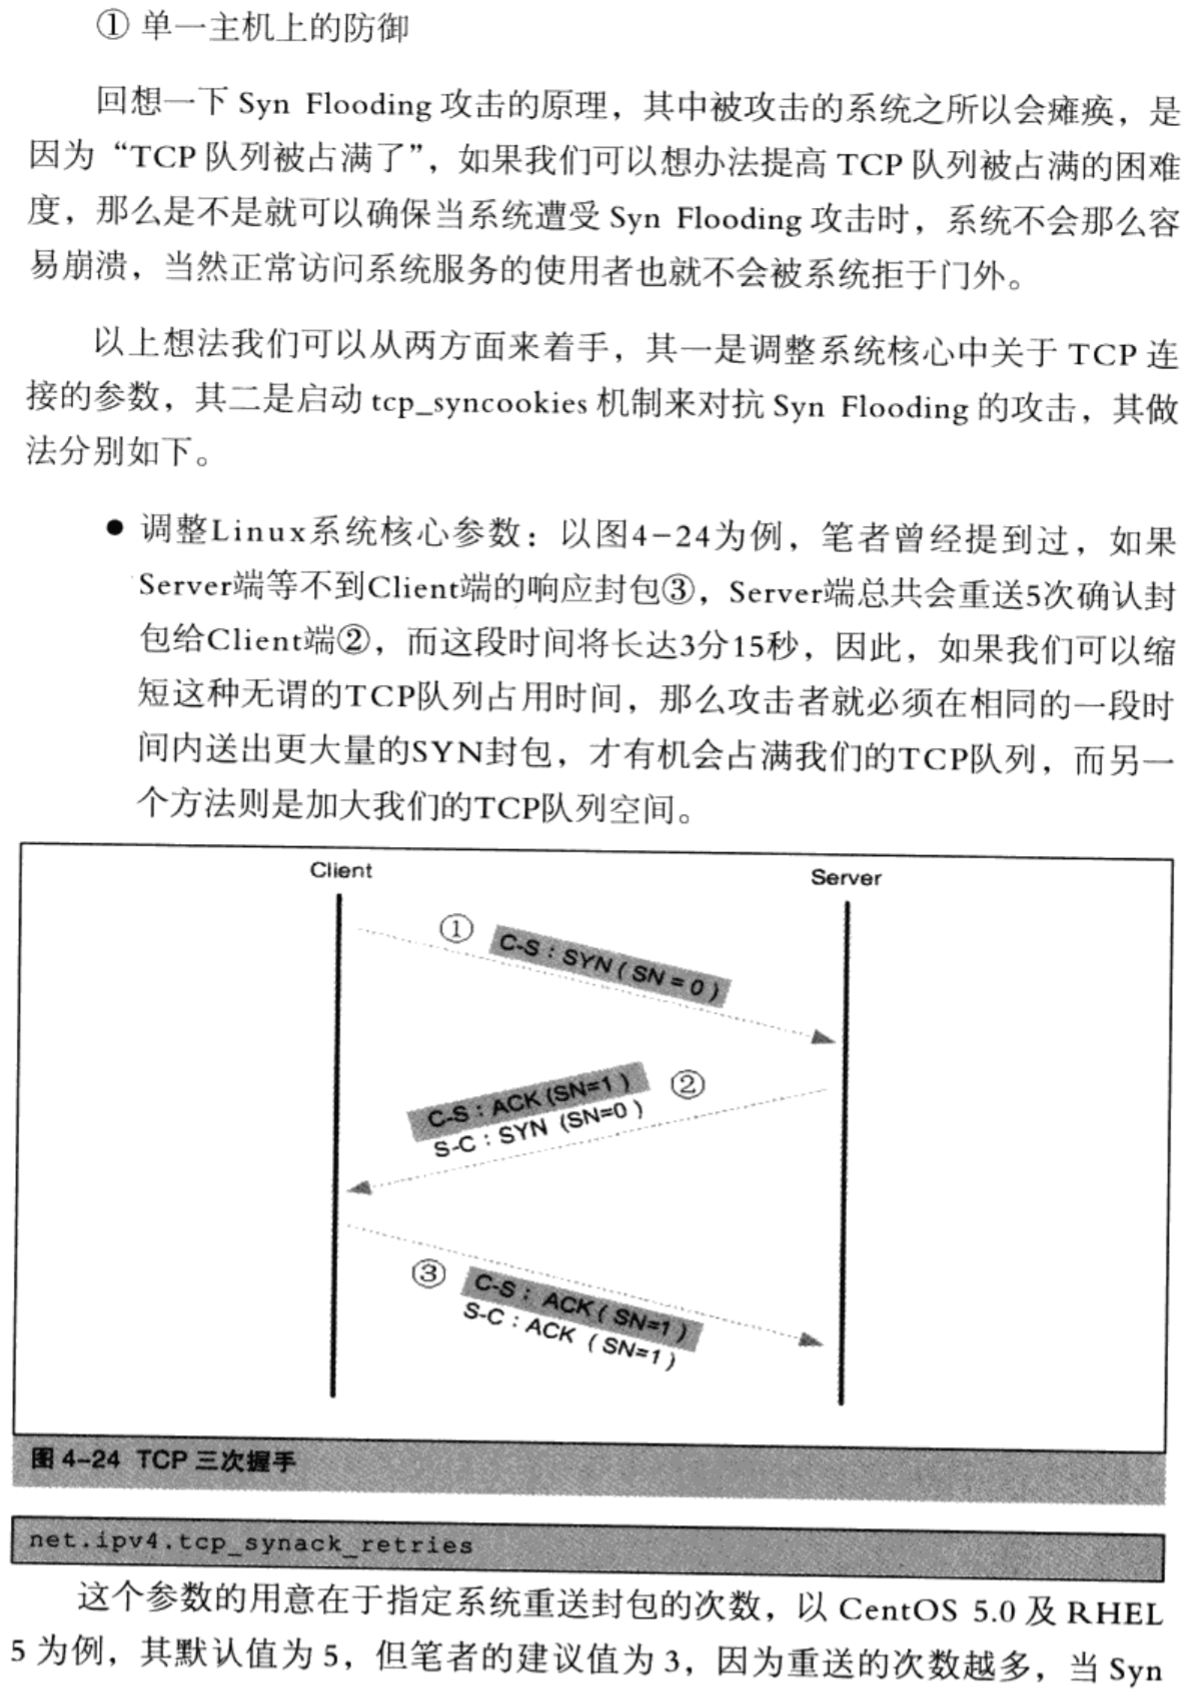 ① 单一主机上的防御
回想一下 Syn Flooding 攻击的原理，其中被攻击的系统之所以会瘫痪，是
因为“TCP 队列被占满了”，如果我们可以想办法提高 TCP 队列被占满的困难
度，那么是不是就可以确保当系统遭受 Syn Flooding 攻击时，系统不会那么容
易崩溃，当然正常访问系统服务的使用者也就不会被系统拒于门外。
以上想法我们可以从两方面来着手，其一是调整系统核心中关于 TCP 连
接的参数，其二是启动 tcp_syncookies 机制来对抗 Syn Flooding 的攻击，其做
法分别如下。
● 调整Linux系统核心参数：以图4-24为例，笔者曾经提到过，如果
Server端等不到Client端的响应封包③，Server端总共会重送5次确认封
包给Client端②，而这段时间将长达3分15秒，因此，如果我们可以缩
短这种无谓的TCP队列占用时间，那么攻击者就必须在相同的一段时
间内送出更大量的SYN封包，才有机会占满我们的TCP队列，而另一
个方法则是加大我们的TCP队列空间。
Client
Server
①
C-S：SYN ( SN = 0 )
②
C-S：ACK (SN=1 )
S-C：SYN (SN=0 )
③
C-S： ACK ( SN=1 )
S-C：ACK ( SN=1 )
图 4-24 TCP 三次握手
net.ipv4.tcp_synack_retries
这个参数的用意在于指定系统重送封包的次数，以 CentOS 5.0 及 RHEL
5 为例，其默认值为 5，但笔者的建议值为 3，因为重送的次数越多，当 Syn